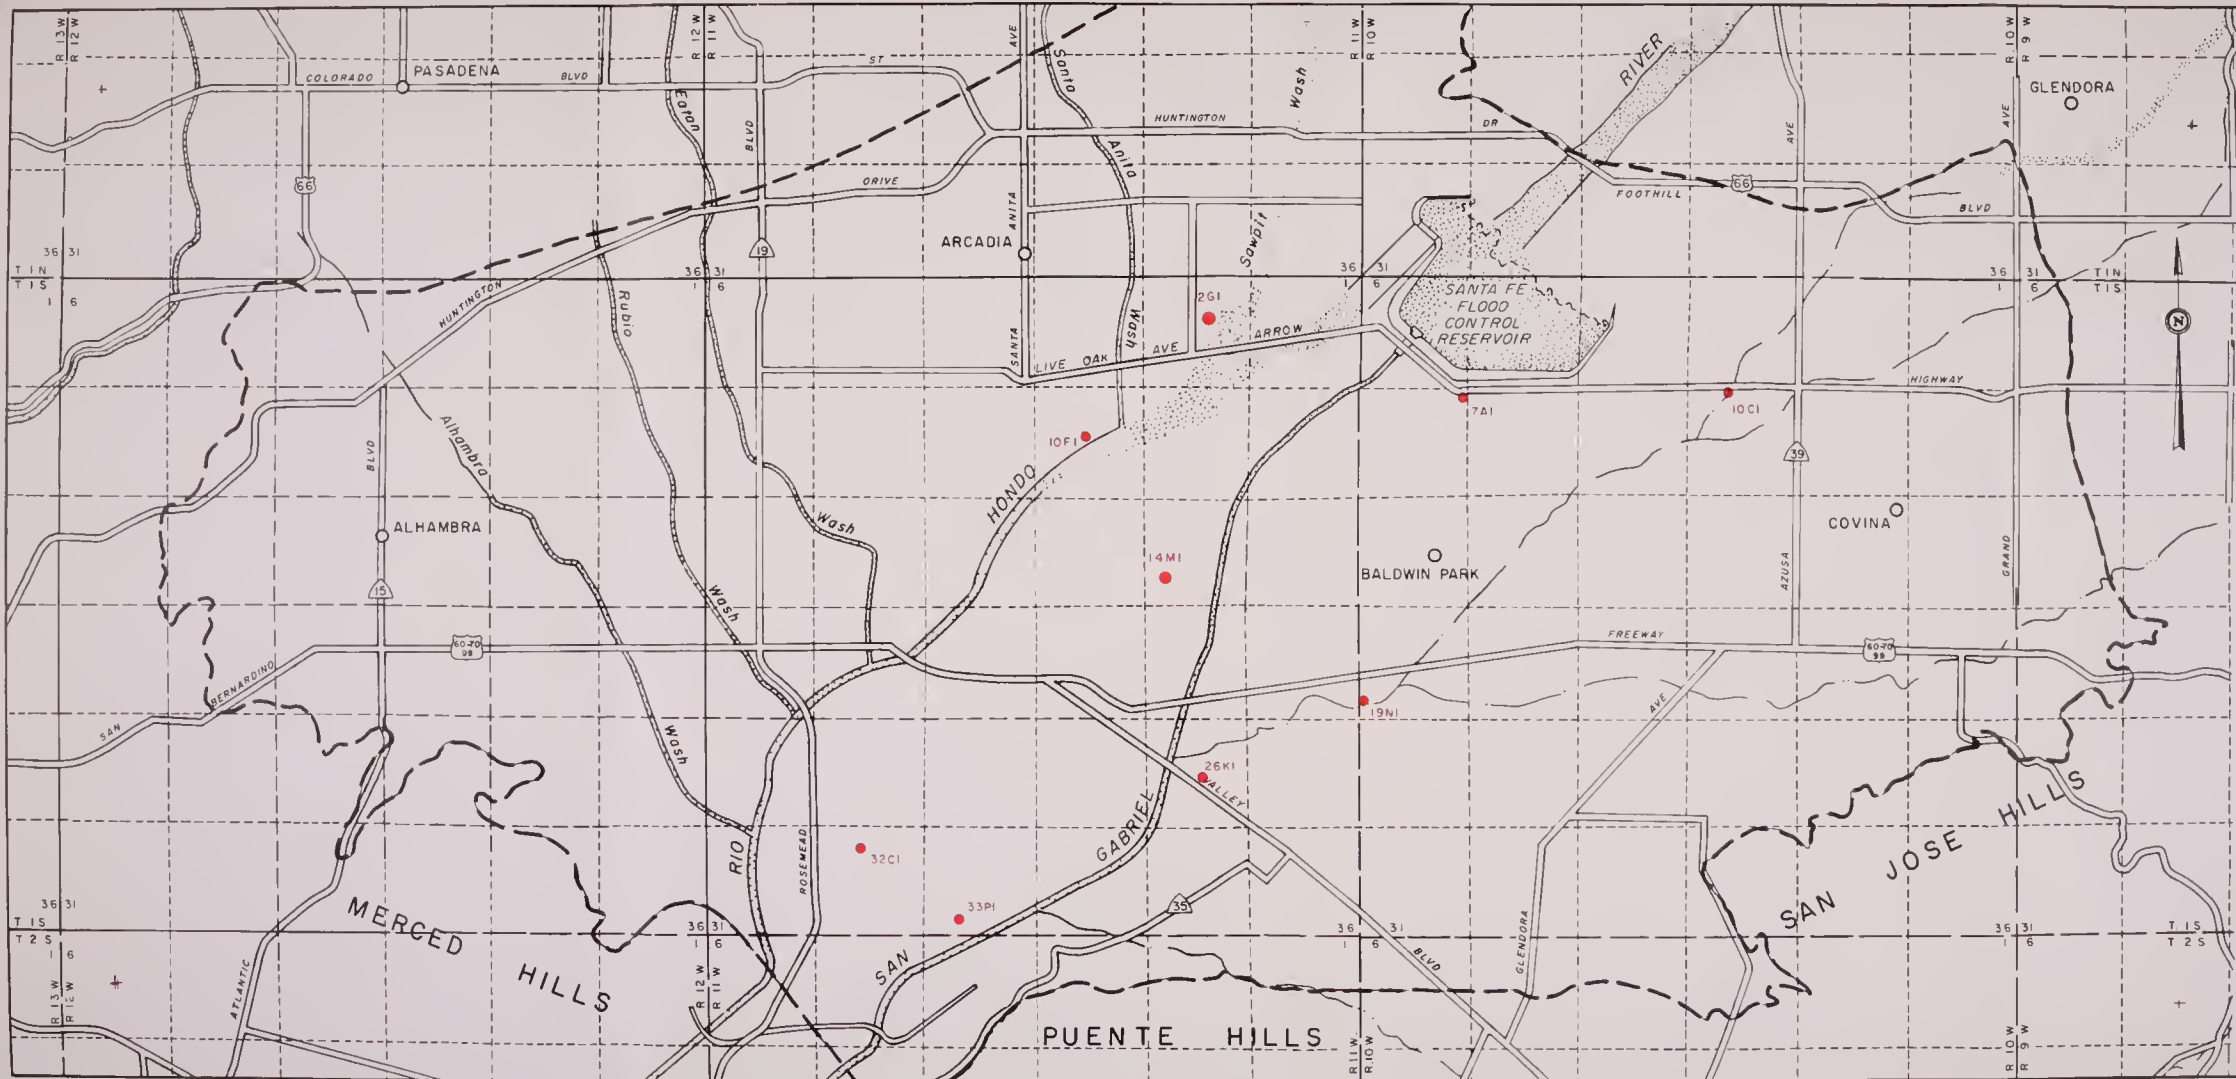 R 13 W
R 12 W
COLORADO
PASADENA
BLVD
66
Eaton
R 12 W
R 11 W
BLVD
ST
AVE
Santa
Anita
Wash
HUNTINGTON
DRIVE
19
ARCADIA
ANITA
SANTA
HUNTINGTON
DR
Wash
Sawpit
R 11 W
R 10 W
RIVER
FOOTHILL
66
BLVD
AVE
AVE
R 10 W
R 9 W
GLENDORA
36 31
T 1 N
T 1 S
1 6
36 31
1 6
36 31
1 6
36 31
1 6
T 1 N
T 1 S
N
Rubio
2G1
LIVE OAK AVE
ARROW
SANTA FE
FLOOD
CONTROL
RESERVOIR
HIGHWAY
7A1
10C1
39
10F1
BLVD
Alhambra
HONDO
Wash
ALHAMBRA
15
14M1
BALDWIN PARK
COVINA
AZUSA
GRAND
Wash
60-70
99
FREEWAY
60-70
99
SAN
BERNARDINO
Wash
19N1
AVE
26K1
VALLEY
32C1
RIO
ROSEMEAD
GABRIEL
SAN JOSE HILLS
33P1
35
36 31
T 1 S
T 2 S
1 6
MERCED
HILLS
36 31
1 6
SAN
36 31
1 6
BLVD
GLENDORA
36 31
1 6
T 1 S
T 2 S
R 13 W
R 12 W
ATLANTIC
R 12 W
R 11 W
PUENTE HILLS
R 11 W
R 10 W
R 10 W
R 9 W